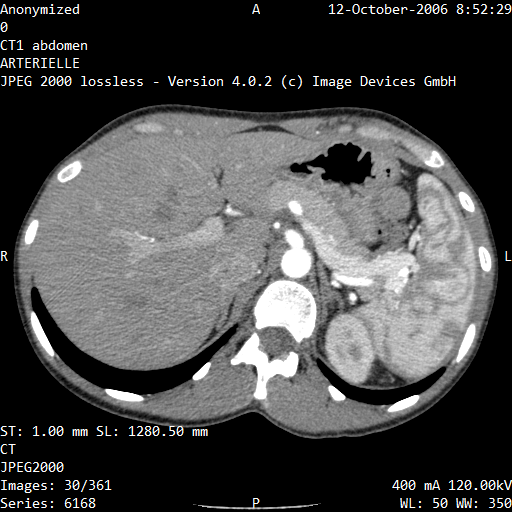 Anonymized A 12-October-2006 8:52:29
0
CT1 abdomen
ARTERIELLE
JPEG 2000 lossless - Version 4.0.2 (c) Image Devices GmbH
R L
ST: 1.00 mm SL: 1280.50 mm
CT
JPEG2000
Images: 30/361 400 mA 120.00kV
Series: 6168 P WL: 50 WW: 350